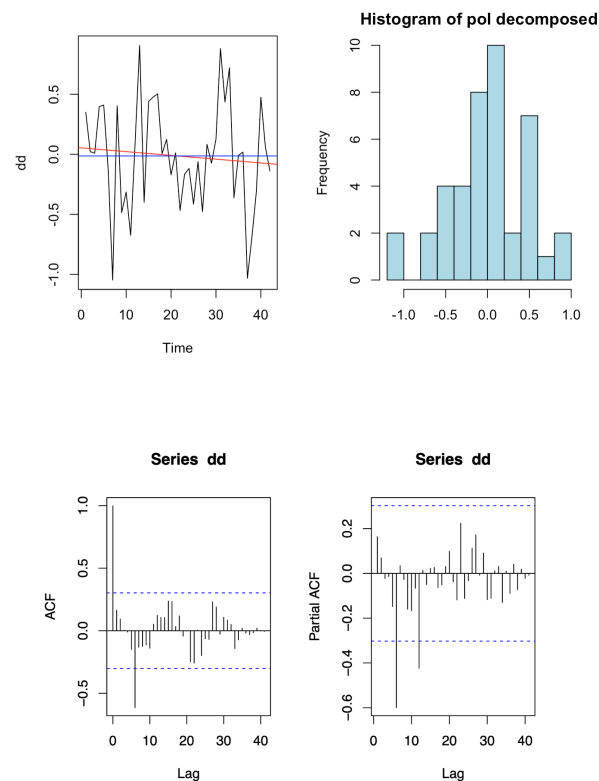 dd
0.5
0.0
-0.5
-1.0
0 10 20 30 40
Time
Histogram of pol decomposed
Frequency
10
8
6
4
2
0
-1.0 -0.5 0.0 0.5 1.0
Series dd
ACF
1.0
0.5
0.0
-0.5
0 10 20 30 40
Lag
Series dd
Partial ACF
0.2
0.0
-0.2
-0.4
-0.6
0 10 20 30 40
Lag